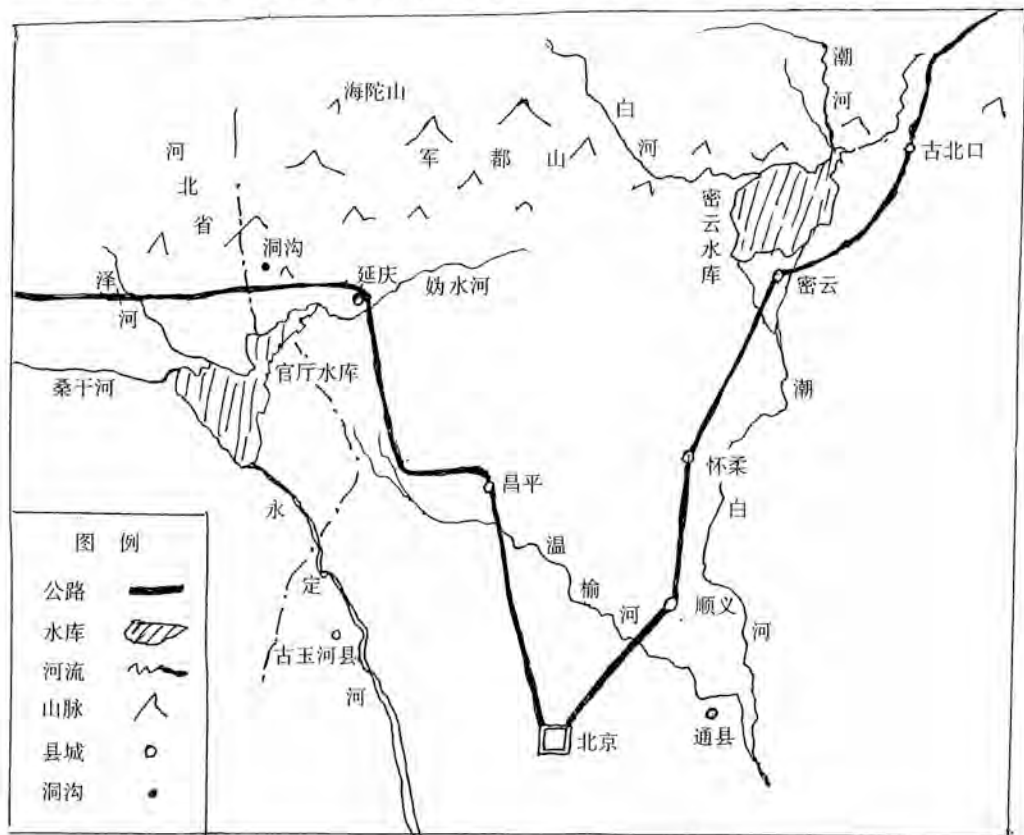 海陀山
军都山
河北省
白河
潮河
古北口
密云水库
密云
洞沟
延庆
妫水河
泽河
官厅水库
桑干河
昌平
怀柔
潮白河
永定河
温榆河
顺义
古玉河县
北京
通县
图 例
公路
水库
河流
山脉
县城
洞沟